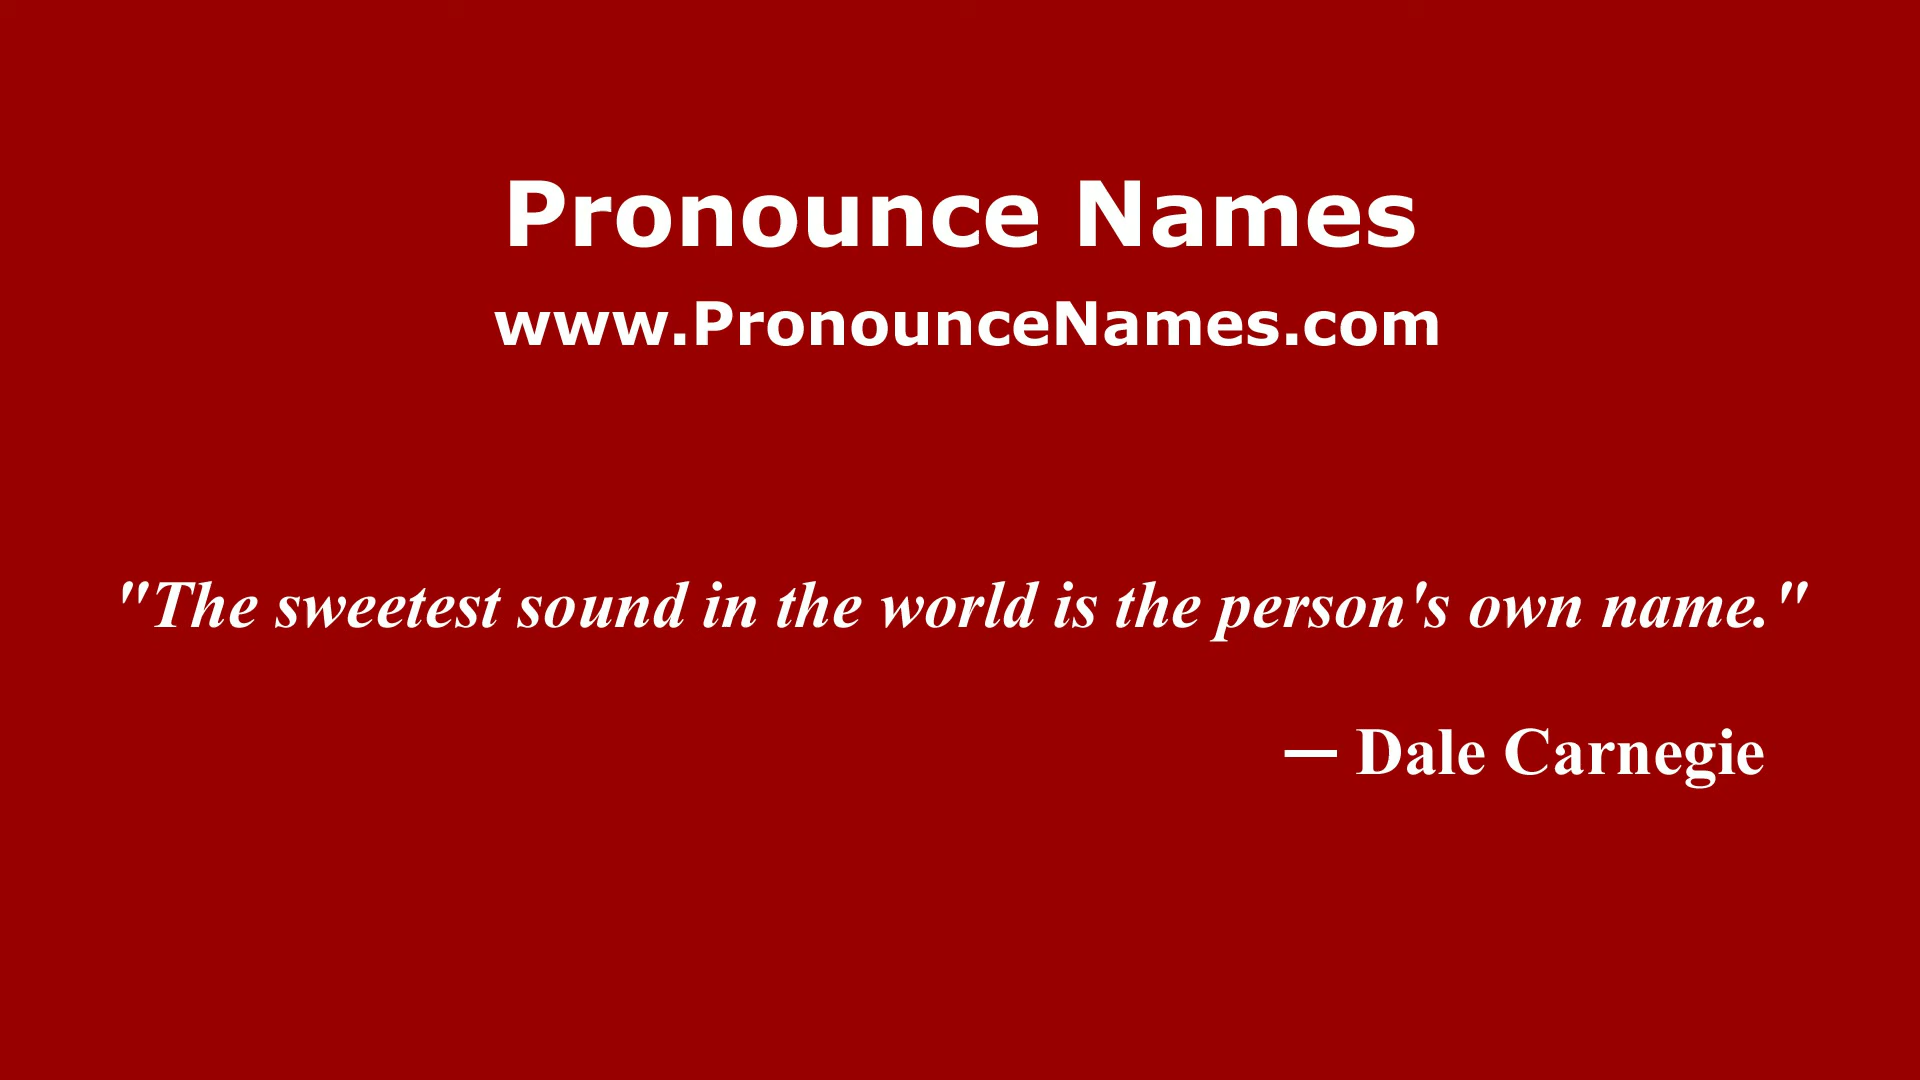 Pronounce Names
www.PronounceNames.com
"The sweetest sound in the world is the person's own name."
— Dale Carnegie